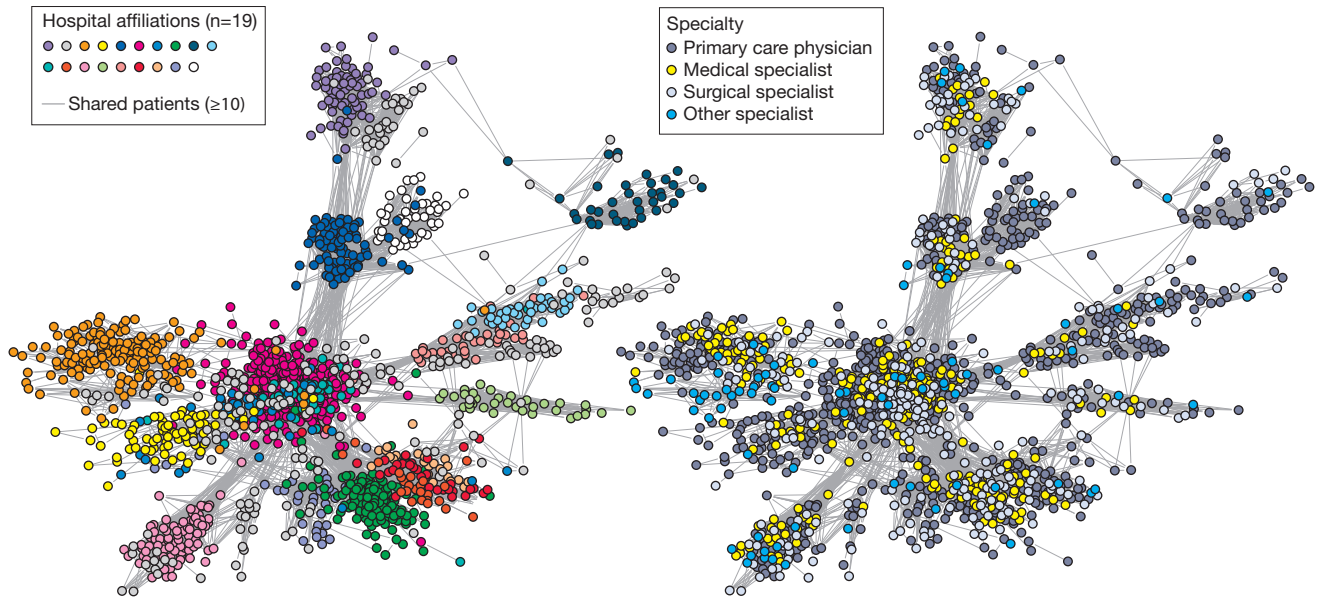 Hospital affiliations (n=19)
Shared patients (≥10)
Specialty
Primary care physician
Medical specialist
Surgical specialist
Other specialist